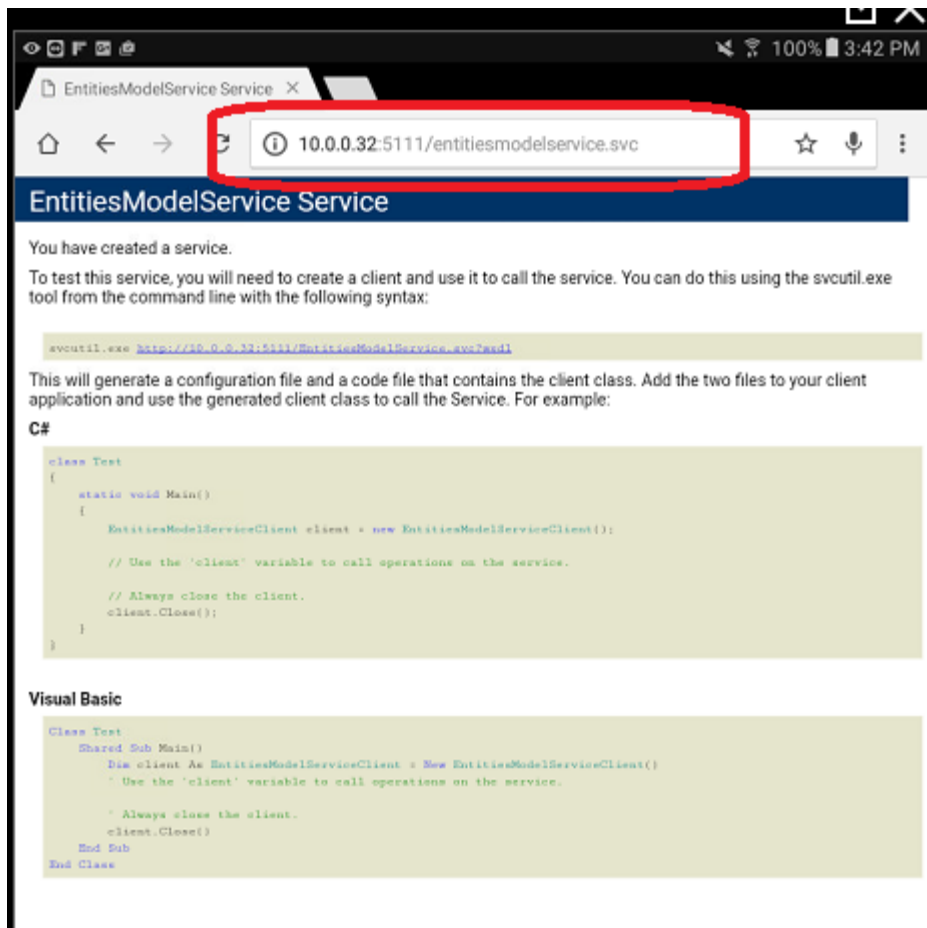 100% 3:42 PM
EntitiesModelService Service
10.0.0.32:5111/entitiesmodelservice.svc
EntitiesModelService Service
You have created a service.
To test this service, you will need to create a client and use it to call the service. You can do this using the svcutil.exe
tool from the command line with the following syntax:
svcutil.exe http://10.0.0.32:5111/EntitiesModelService.svc?wsdl
This will generate a configuration file and a code file that contains the client class. Add the two files to your client
application and use the generated client class to call the Service. For example:
C#
class Test
{
static void Main()
{
EntitiesModelServiceClient client = new EntitiesModelServiceClient();
// Use the 'client' variable to call operations on the service.
// Always close the client.
client.Close();
}
}
Visual Basic
Class Test
Shared Sub Main()
Dim client As EntitiesModelServiceClient = New EntitiesModelServiceClient()
' Use the 'client' variable to call operations on the service.
' Always close the client.
client.Close()
End Sub
End Class